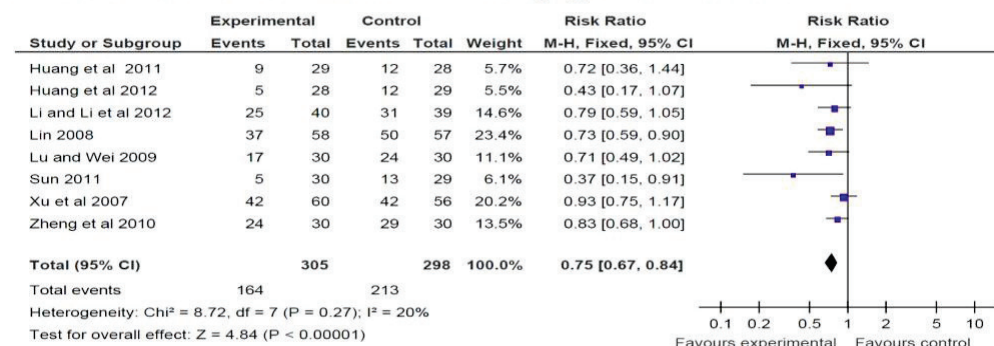 Experimental Control Risk Ratio Risk Ratio
Study or Subgroup Events Total Events Total Weight M-H, Fixed, 95% CI M-H, Fixed, 95% CI
Huang et al 2011 9 29 12 28 5.7% 0.72 [0.36, 1.44]
Huang et al 2012 5 28 12 29 5.5% 0.43 [0.17, 1.07]
Li and Li et al 2012 25 40 31 39 14.6% 0.79 [0.59, 1.05]
Lin 2008 37 58 50 57 23.4% 0.73 [0.59, 0.90]
Lu and Wei 2009 17 30 24 30 11.1% 0.71 [0.49, 1.02]
Sun 2011 5 30 13 29 6.1% 0.37 [0.15, 0.91]
Xu et al 2007 42 60 42 56 20.2% 0.93 [0.75, 1.17]
Zheng et al 2010 24 30 29 30 13.5% 0.83 [0.68, 1.00]
Total (95% CI) 305 298 100.0% 0.75 [0.67, 0.84]
Total events 164 213
Heterogeneity: Chi² = 8.72, df = 7 (P = 0.27); I² = 20%
Test for overall effect: Z = 4.84 (P < 0.00001)
0.1 0.2 0.5 1 2 5 10
Favours experimental Favours control